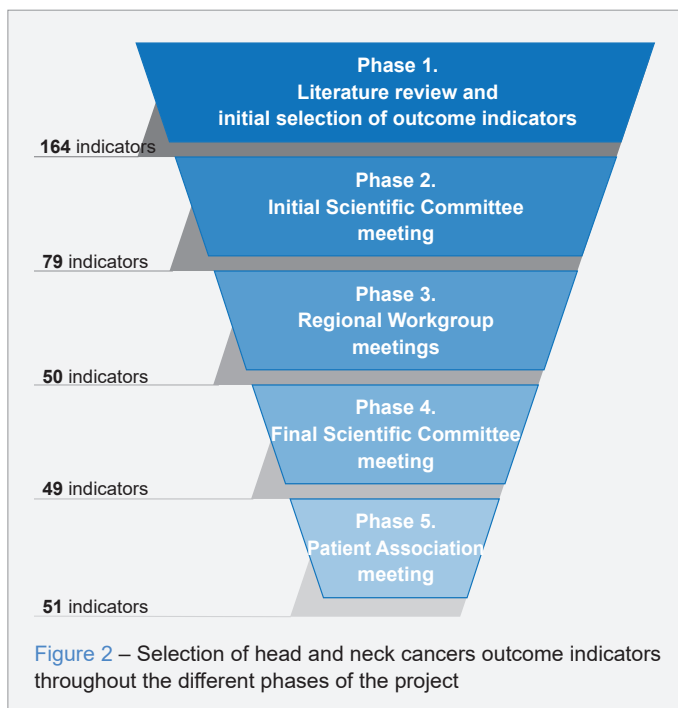 Phase 1.
Literature review and
initial selection of outcome indicators
164 indicators
Phase 2.
Initial Scientific Committee
meeting
79 indicators
Phase 3.
Regional Workgroup
meetings
50 indicators
Phase 4.
Final Scientific Committee
meeting
49 indicators
Phase 5.
Patient Association
meeting
51 indicators
Figure 2 – Selection of head and neck cancers outcome indicators
throughout the different phases of the project